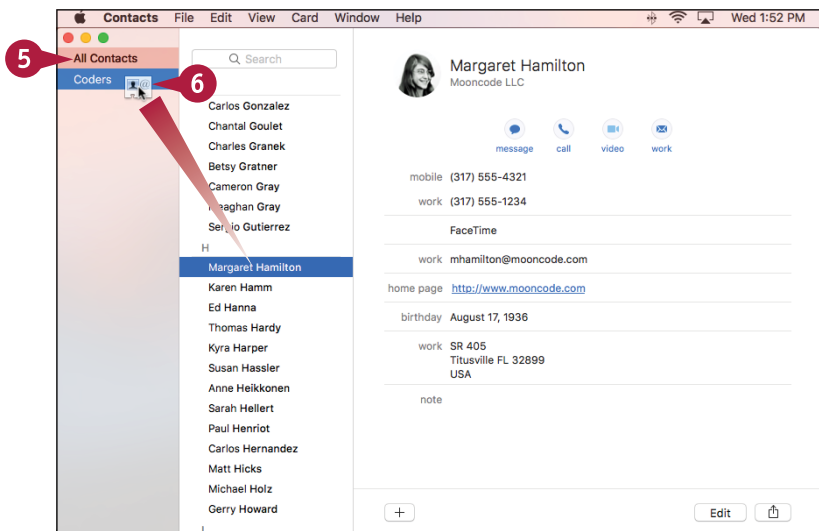 Contacts File Edit View Card Window Help Wed 1:52 PM
5
All Contacts
Coders
6
Search
Carlos Gonzalez
Chantal Goulet
Charles Granek
Betsy Gratner
Cameron Gray
Meaghan Gray
Sergio Gutierrez
H
Margaret Hamilton
Karen Hamm
Ed Hanna
Thomas Hardy
Kyra Harper
Susan Hassler
Anne Heikkonen
Sarah Hellert
Paul Henriot
Carlos Hernandez
Matt Hicks
Michael Holz
Gerry Howard
Margaret Hamilton
Mooncode LLC
message call video work
mobile (317) 555-4321
work (317) 555-1234
FaceTime
work mhamilton@mooncode.com
home page http://www.mooncode.com
birthday August 17, 1936
work SR 405
Titusville FL 32899
USA
note
+ Edit